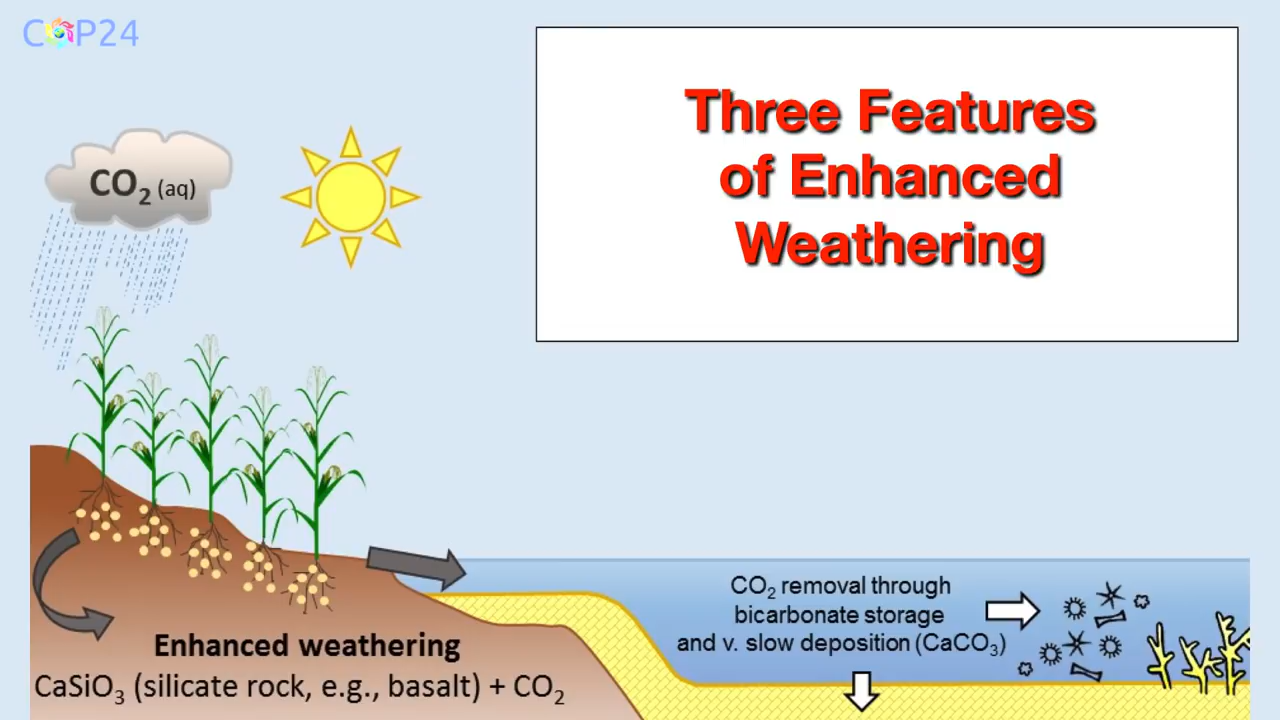 COP24
Three Features
of Enhanced
Weathering
CO₂ (aq)
CO₂ removal through
bicarbonate storage
and v. slow deposition (CaCO₃)
Enhanced weathering
CaSiO₃ (silicate rock, e.g., basalt) + CO₂